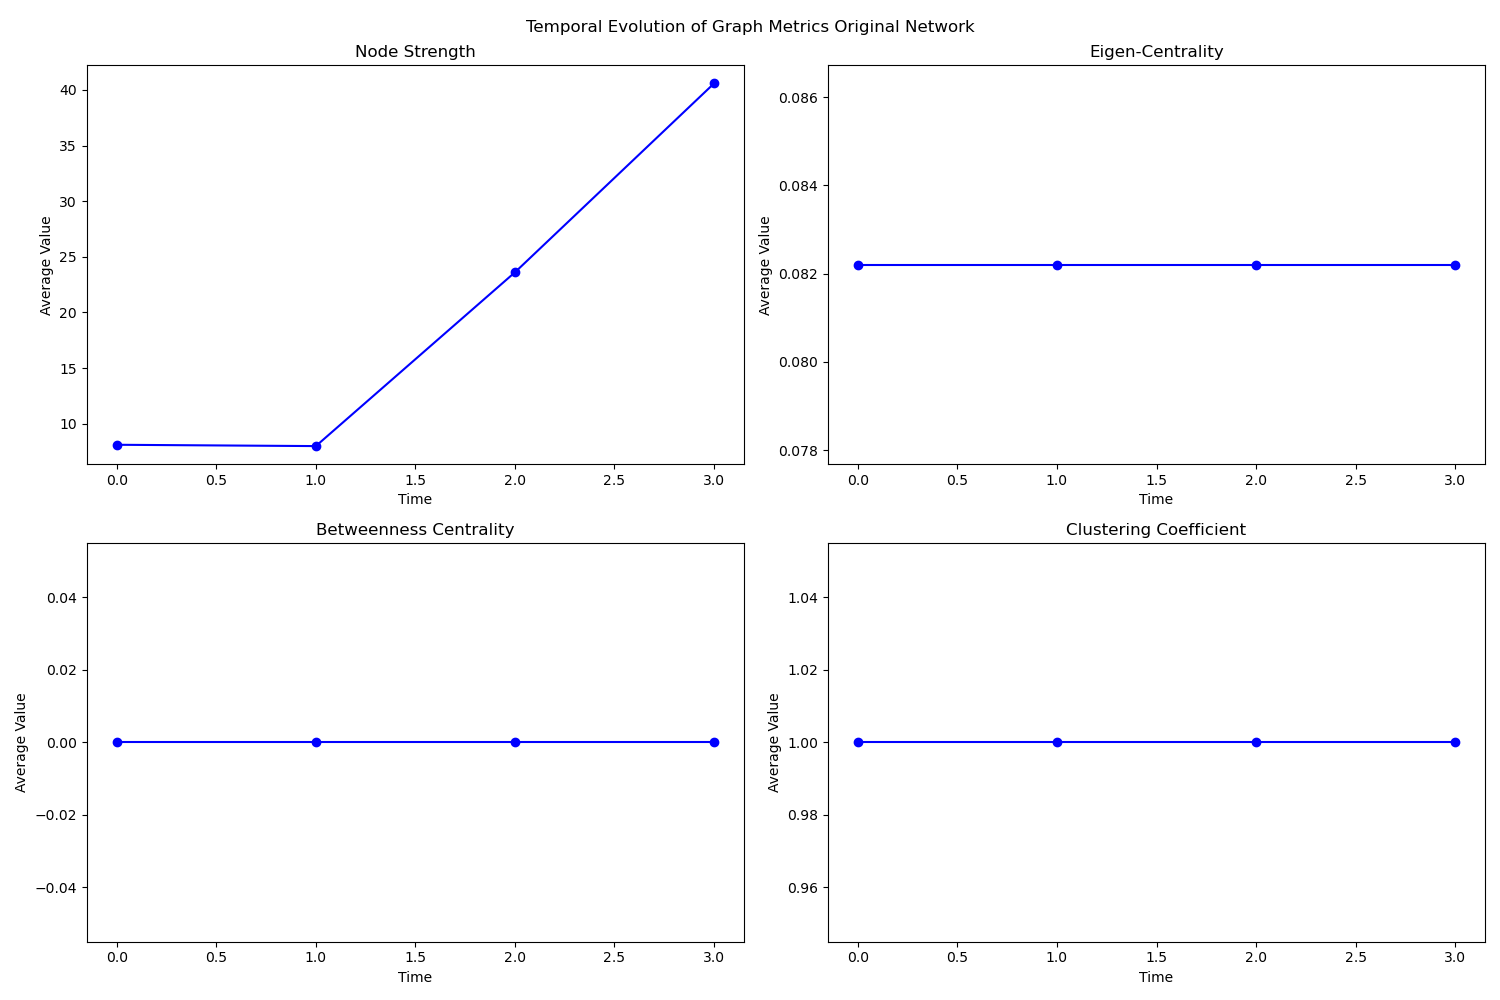 Temporal Evolution of Graph Metrics Original Network
Node Strength
40
35
30
25
20
15
10
Average Value
0.0 0.5 1.0 1.5 2.0 2.5 3.0
Time
Eigen-Centrality
0.086
0.084
0.082
0.080
0.078
Average Value
0.0 0.5 1.0 1.5 2.0 2.5 3.0
Time
Betweenness Centrality
0.04
0.02
0.00
−0.02
−0.04
Average Value
0.0 0.5 1.0 1.5 2.0 2.5 3.0
Time
Clustering Coefficient
1.04
1.02
1.00
0.98
0.96
Average Value
0.0 0.5 1.0 1.5 2.0 2.5 3.0
Time